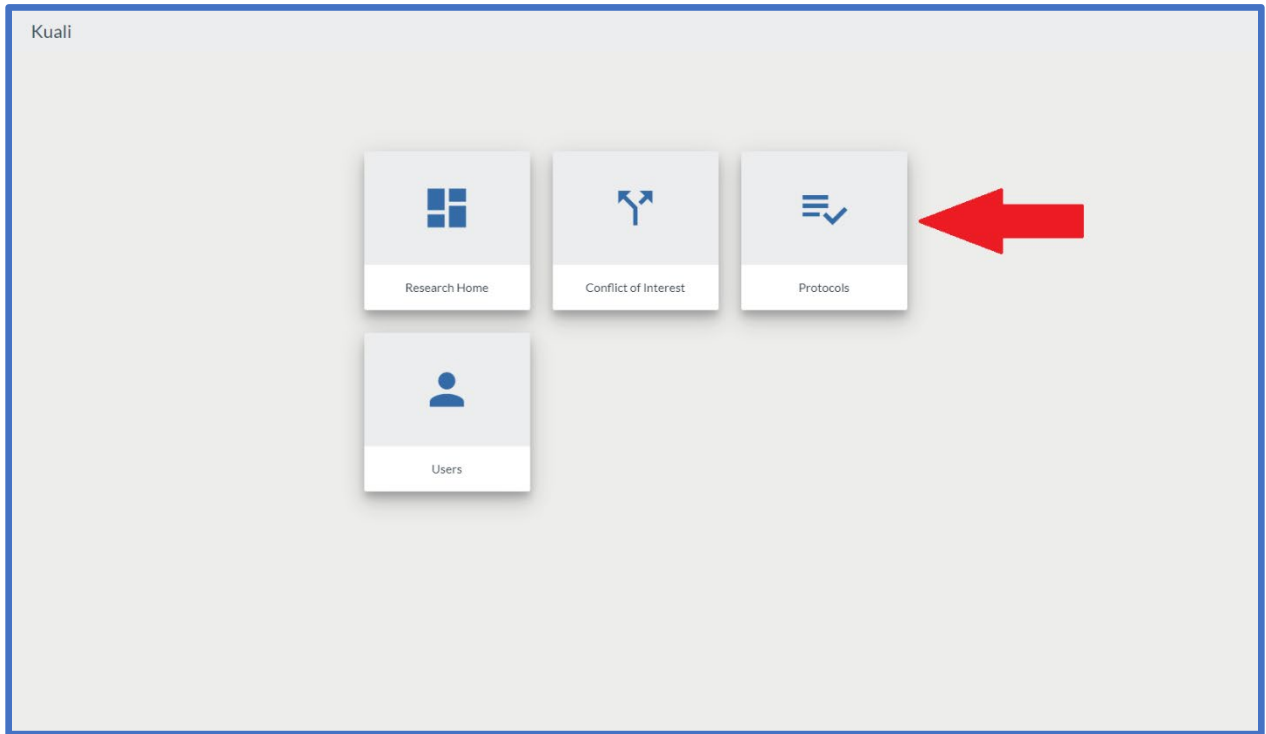 Kuali
Research Home
Conflict of Interest
Protocols
Users